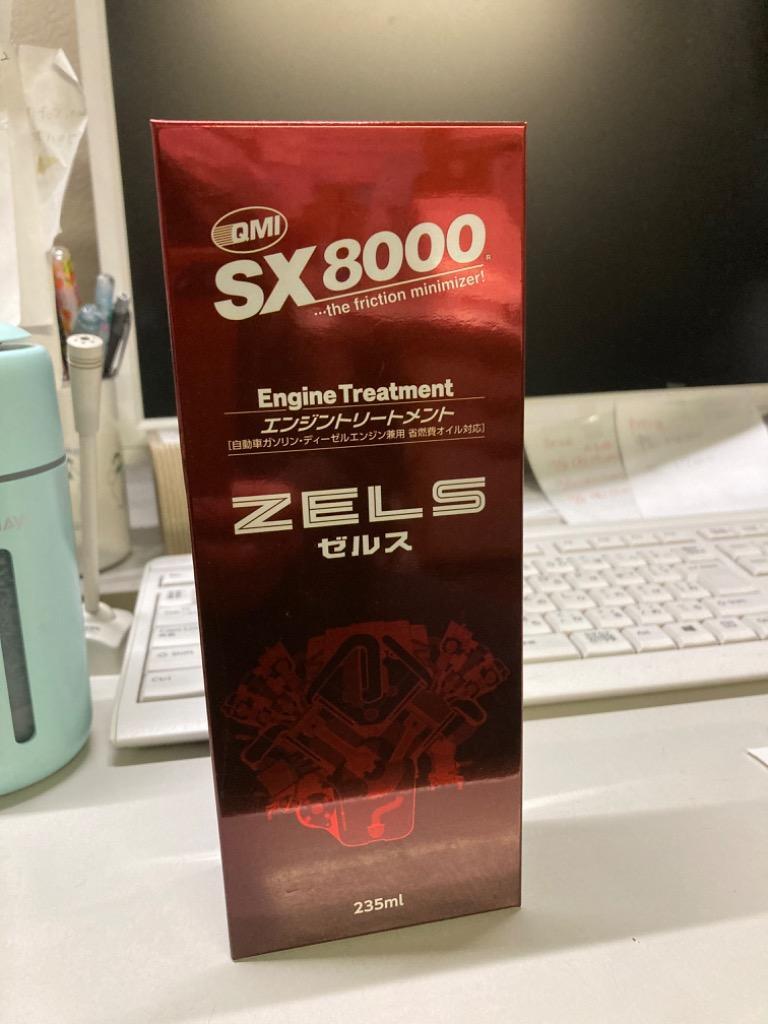 QMI
SX8000
R
...the friction minimizer!
Engine Treatment
エンジントリートメント
[自動車ガソリン・ディーゼルエンジン兼用 省燃費オイル対応]
ZELS
ゼルス
235ml
Shift
Ctrl